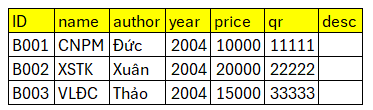 ID name author year price qr desc
B001 CNPM Đức 2004 10000 11111
B002 XSTK Xuân 2004 20000 22222
B003 VLĐC Thảo 2004 15000 33333